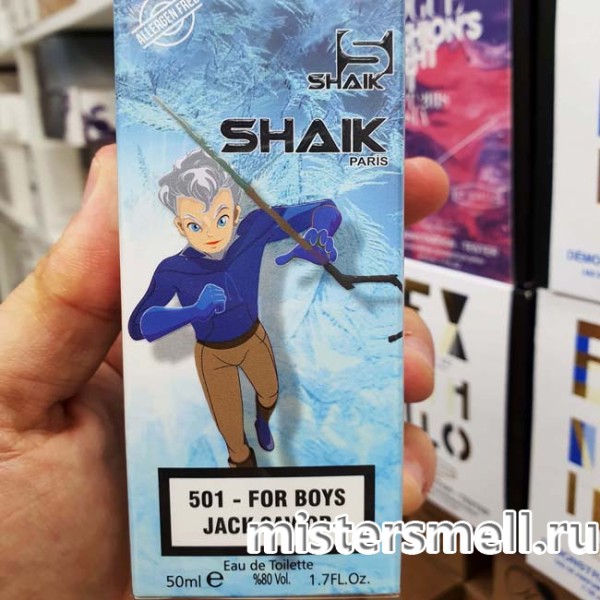 ALLERGEN FREE
S
SHAIK
SHAIK
PARIS
501 - FOR BOYS
JACK
mistersmell.ru
Eau de Toilette
50ml e %80 Vol. 1.7FL.Oz.